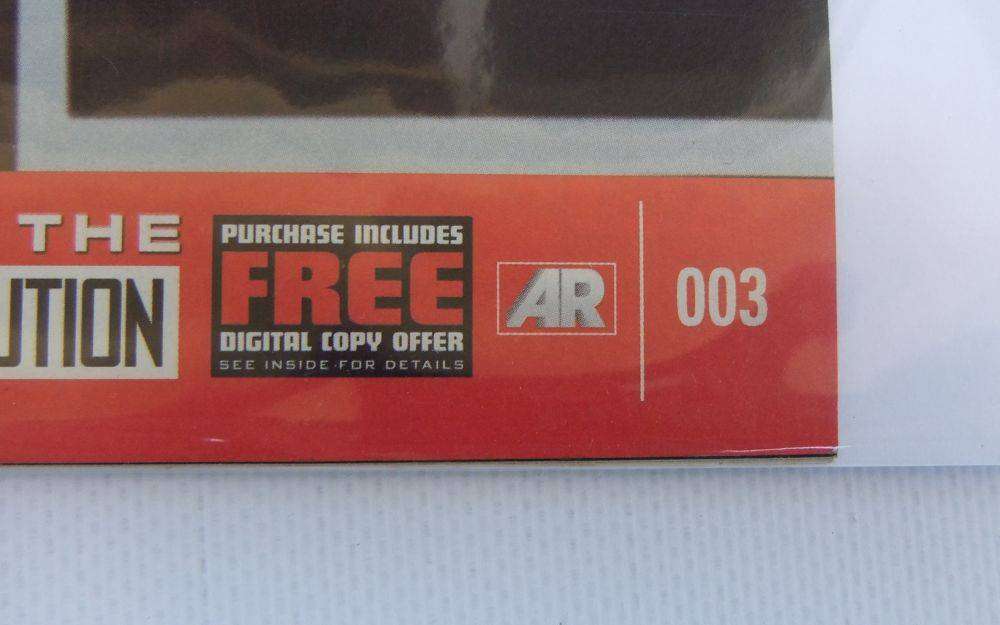 THE
UTION
PURCHASE INCLUDES
FREE
DIGITAL COPY OFFER
SEE INSIDE FOR DETAILS
AR
003